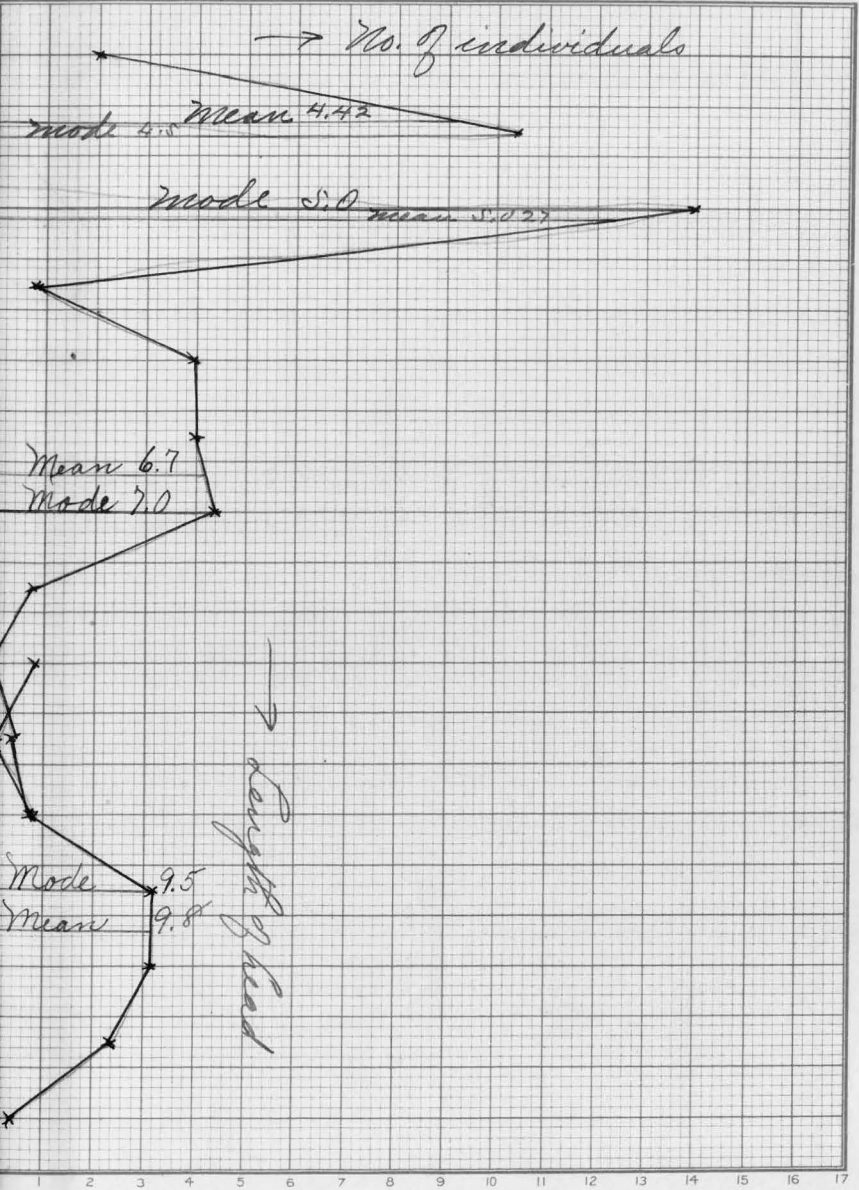 → No. of individuals
Mean 4.42
mode 4.5
mode 5.0
mean 5.027
Mean 6.7
Mode 7.0
→ Length of head
Mode 9.5
Mean 9.8
1 2 3 4 5 6 7 8 9 10 11 12 13 14 15 16 17